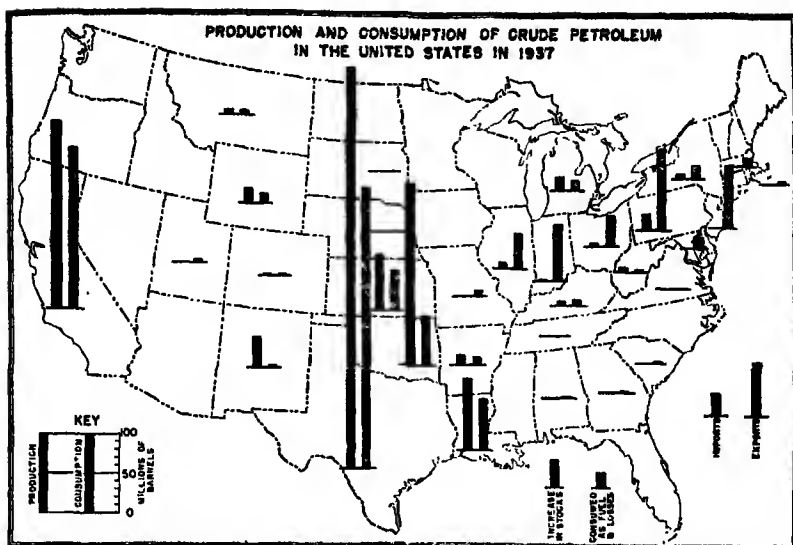 PRODUCTION AND CONSUMPTION OF CRUDE PETROLEUM
IN THE UNITED STATES IN 1937
KEY
PRODUCTION
CONSUMPTION
100
50
0
MILLIONS OF
BARRELS
INCREASE
IN STOCKS
CONSUMED
AS FUEL
& LOSSES
IMPORTS
EXPORTS